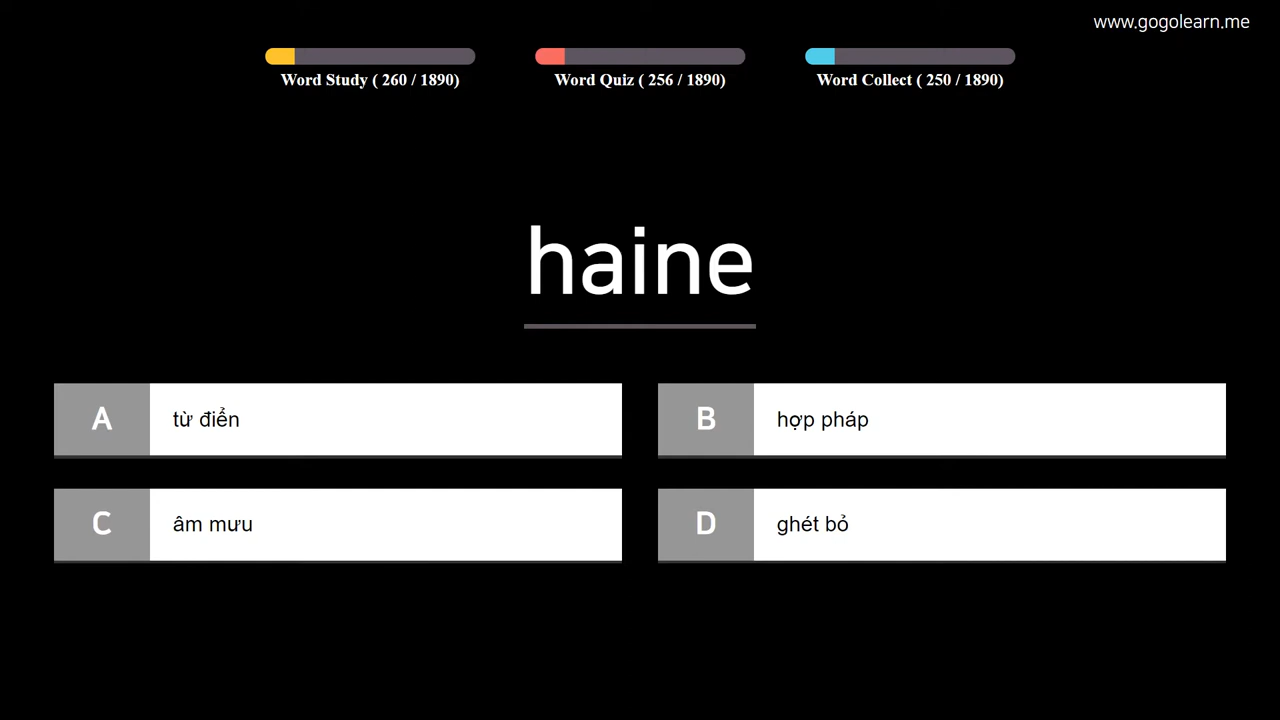 www.gogolearn.me
Word Study ( 260 / 1890)
Word Quiz ( 256 / 1890)
Word Collect ( 250 / 1890)
haine
A từ điển
B hợp pháp
C âm mưu
D ghét bỏ